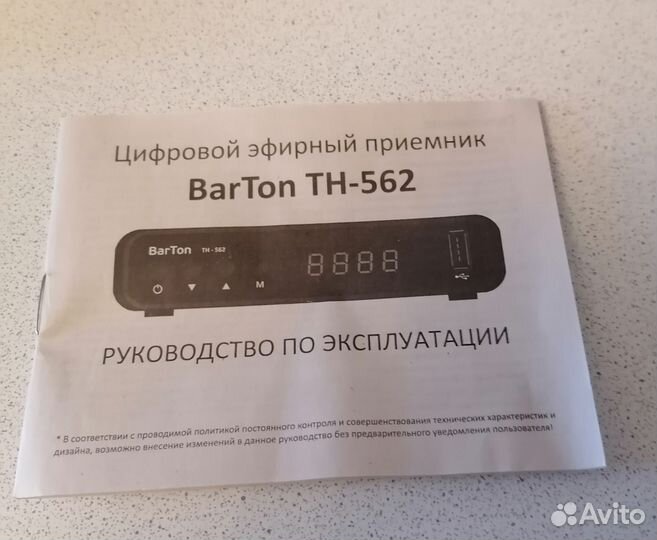 Цифровой эфирный приемник
BarTon TH-562
BarTon TH - 562
8888
M
РУКОВОДСТВО ПО ЭКСПЛУАТАЦИИ
* В соответствии с проводимой политикой постоянного контроля и совершенствования технических характеристик и
дизайна, возможно внесение изменений в данное руководство без предварительного уведомления пользователя!
Avito